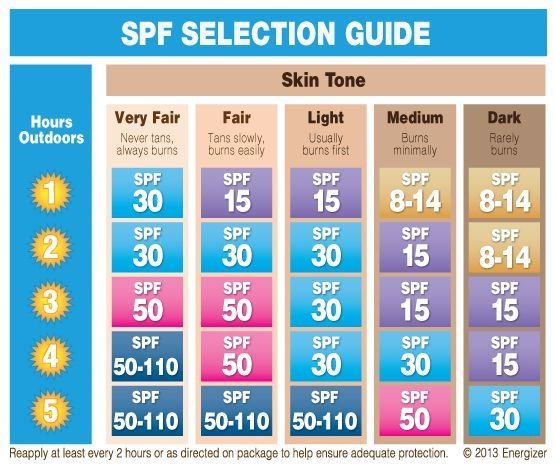 SPF SELECTION GUIDE
Skin Tone
Hours Outdoors
Very Fair Fair Light Medium Dark
Never tans, always burns
Tans slowly, burns easily
Usually burns first
Burns minimally
Rarely burns
1 SPF 30 SPF 15 SPF 15 SPF 8-14 SPF 8-14
2 SPF 30 SPF 30 SPF 30 SPF 15 SPF 8-14
3 SPF 50 SPF 50 SPF 30 SPF 15 SPF 15
4 SPF 50-110 SPF 50 SPF 30 SPF 30 SPF 15
5 SPF 50-110 SPF 50-110 SPF 50-110 SPF 50 SPF 30
Reapply at least every 2 hours or as directed on package to help ensure adequate protection. © 2013 Energizer